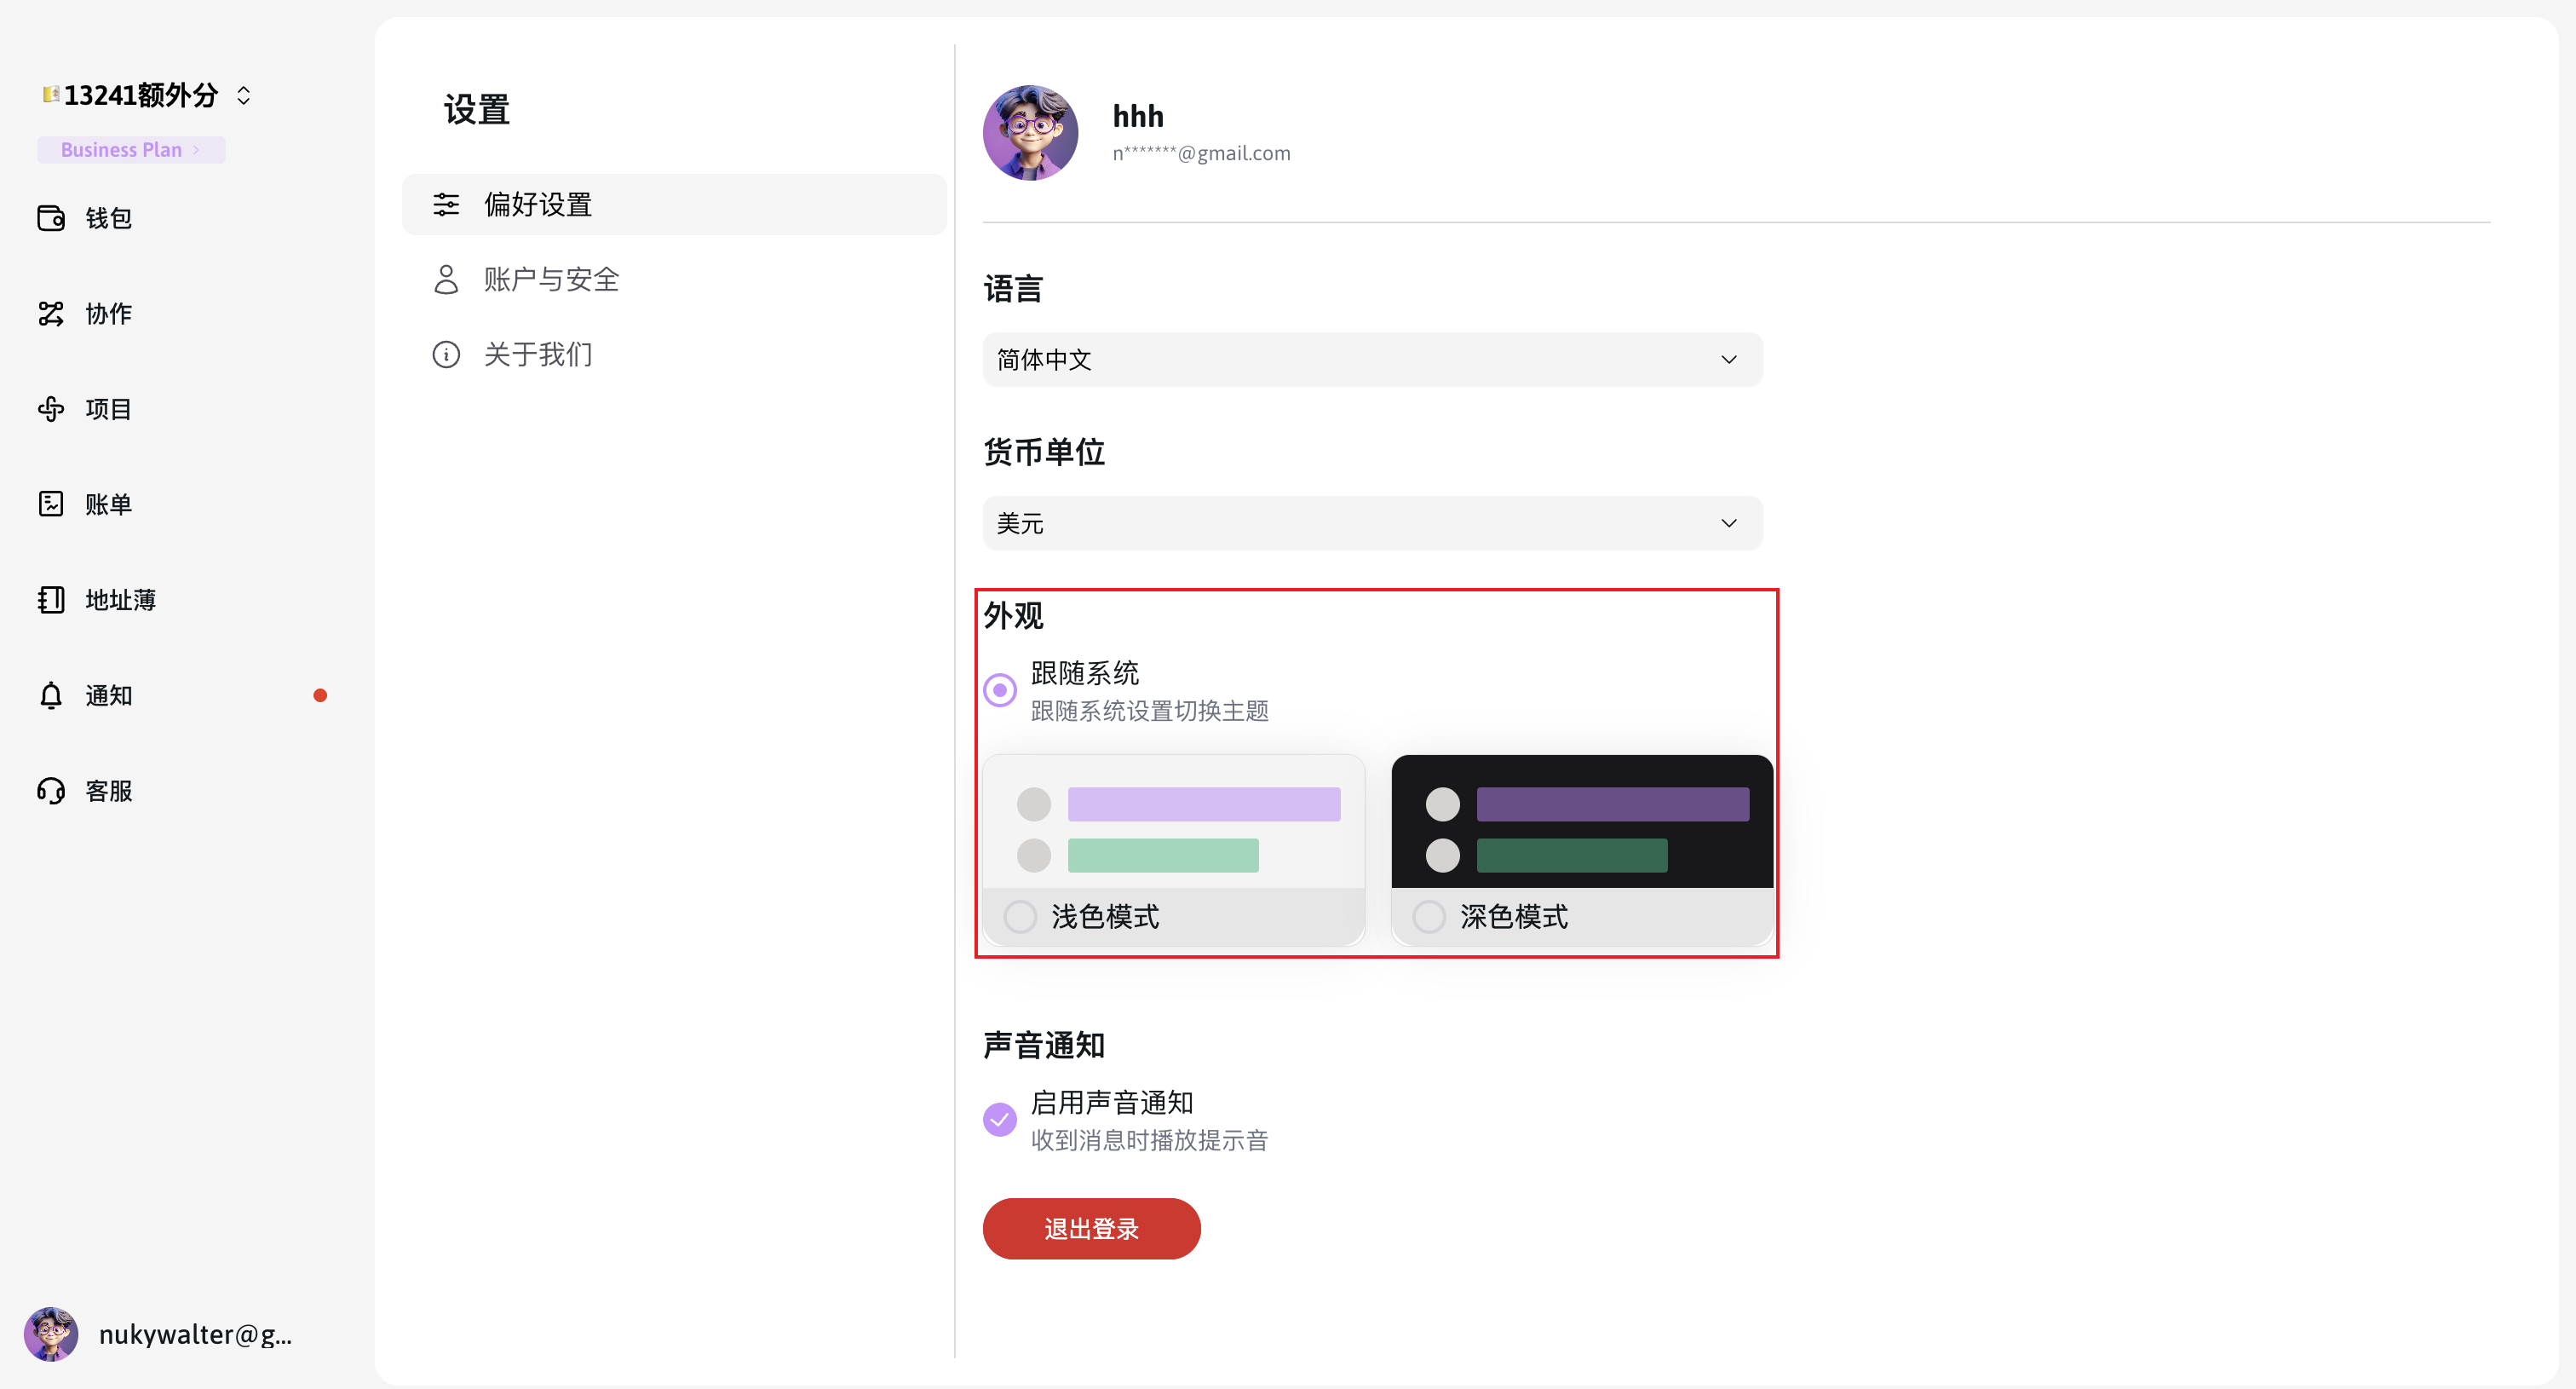 13241额外分
Business Plan
钱包
协作
项目
账单
地址薄
通知
客服
nukywalter@g...
设置
偏好设置
账户与安全
关于我们
hhh
n*******@gmail.com
语言
简体中文
货币单位
美元
外观
跟随系统
跟随系统设置切换主题
浅色模式
深色模式
声音通知
启用声音通知
收到消息时播放提示音
退出登录